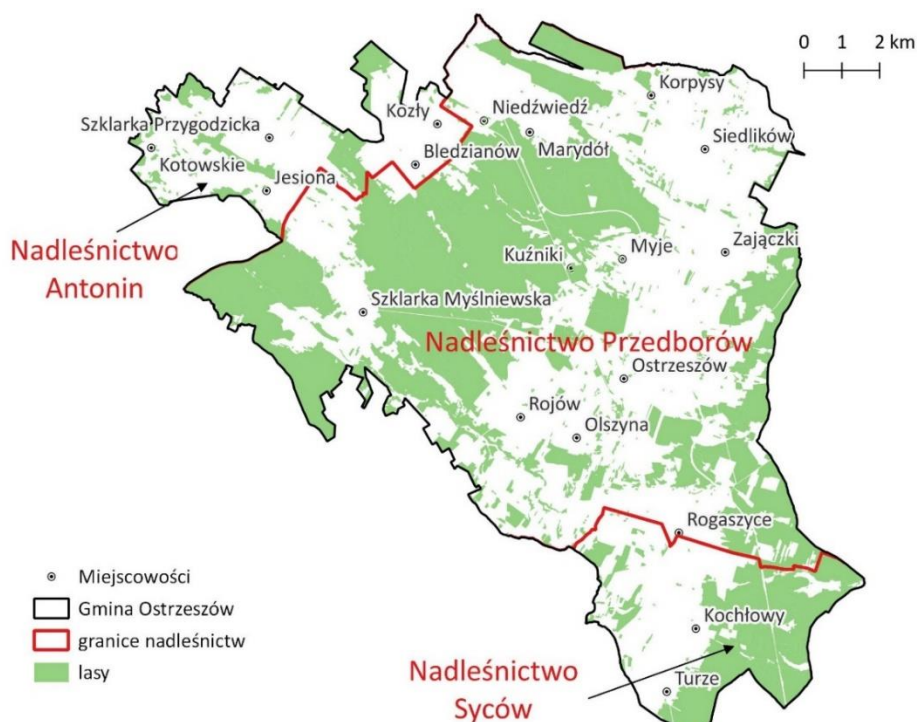 0 1 2 km
Korpysy
Niedźwiedź
Kozły
Szklarka Przygodzicka
Marydół
Siedlików
Kotowskie
Bledzianów
Jesiona
Nadleśnictwo
Antonin
Kuźniki
Myje
Zajączki
Szklarka Myślniewska
Nadleśnictwo Przedborów
Ostrzeszów
Rojów
Olszyna
Rogaszyce
Miejscowości
Gmina Ostrzeszów
granice nadleśnictw
lasy
Kochłowy
Nadleśnictwo
Syców
Turze